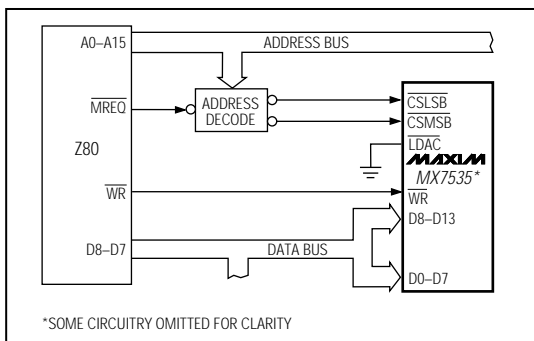 A0–A15
ADDRESS BUS
MREQ
ADDRESS
DECODE
CSLSB
CSMSB
LDAC
MAXIM
MX7535*
Z80
WR
WR
D8–D13
D8–D7
DATA BUS
D0–D7
*SOME CIRCUITRY OMITTED FOR CLARITY